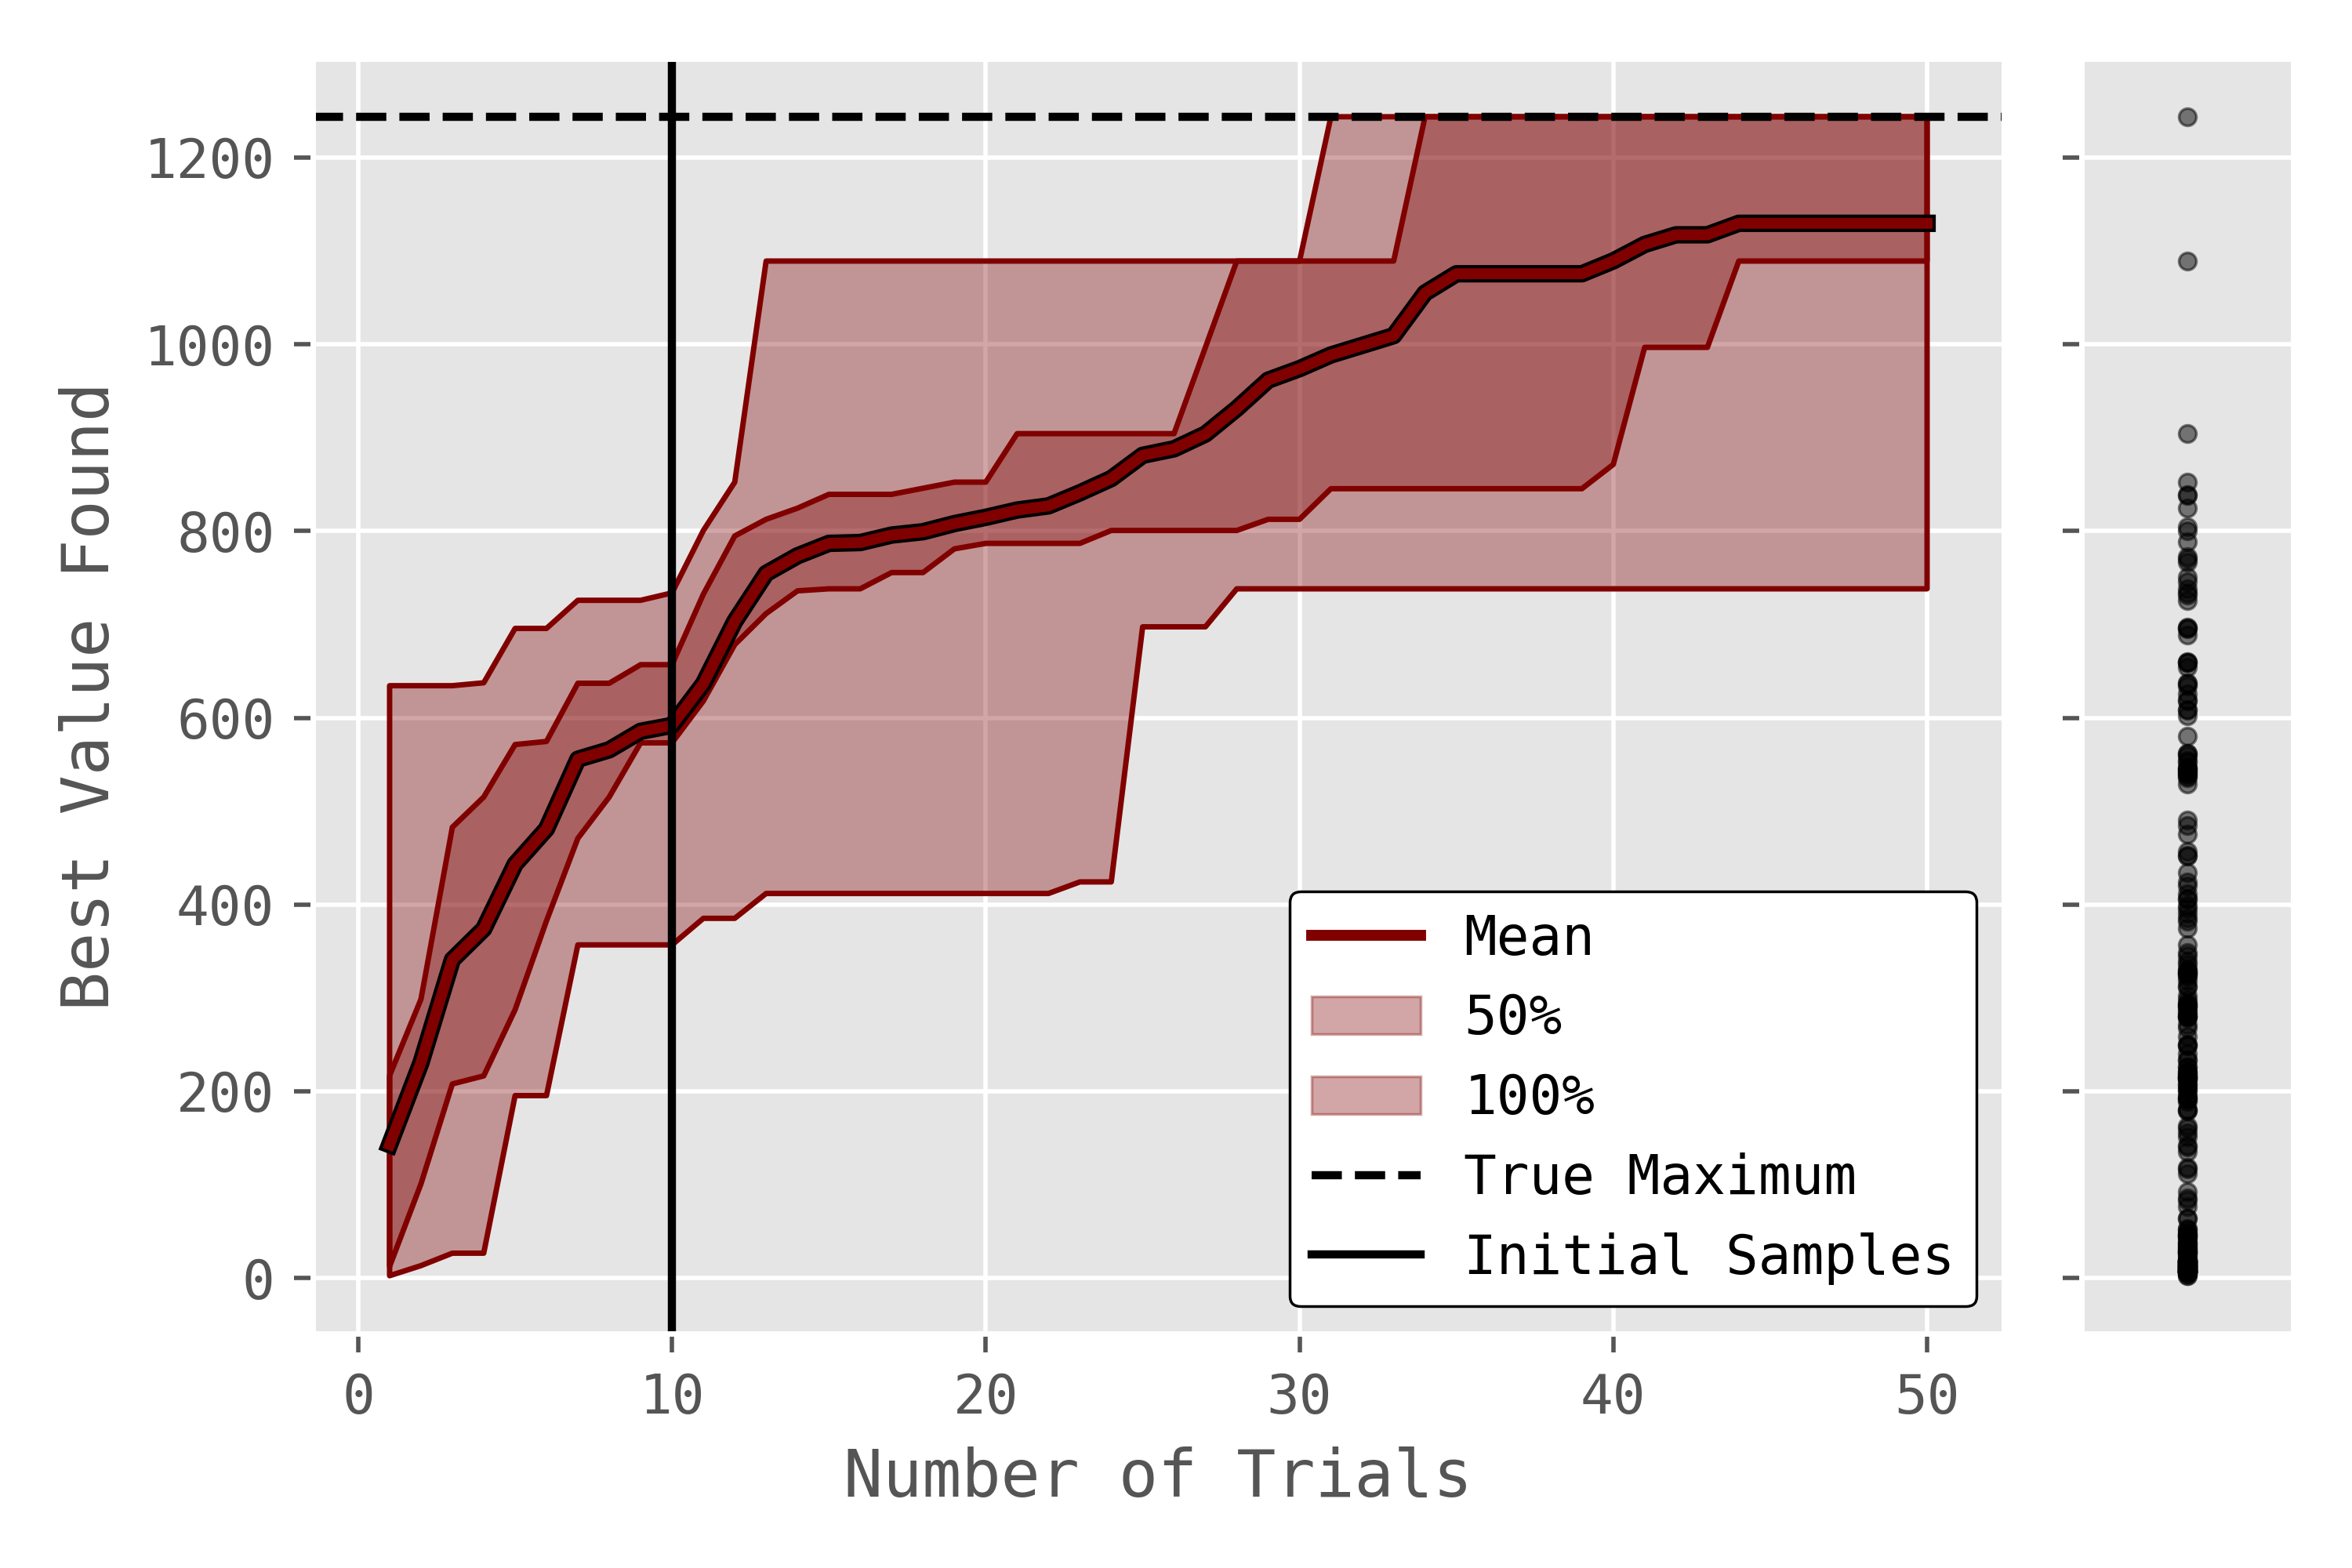 Best Value Found
1200
1000
800
600
400
200
0
Mean
50%
100%
True Maximum
Initial Samples
0 10 20 30 40 50
Number of Trials